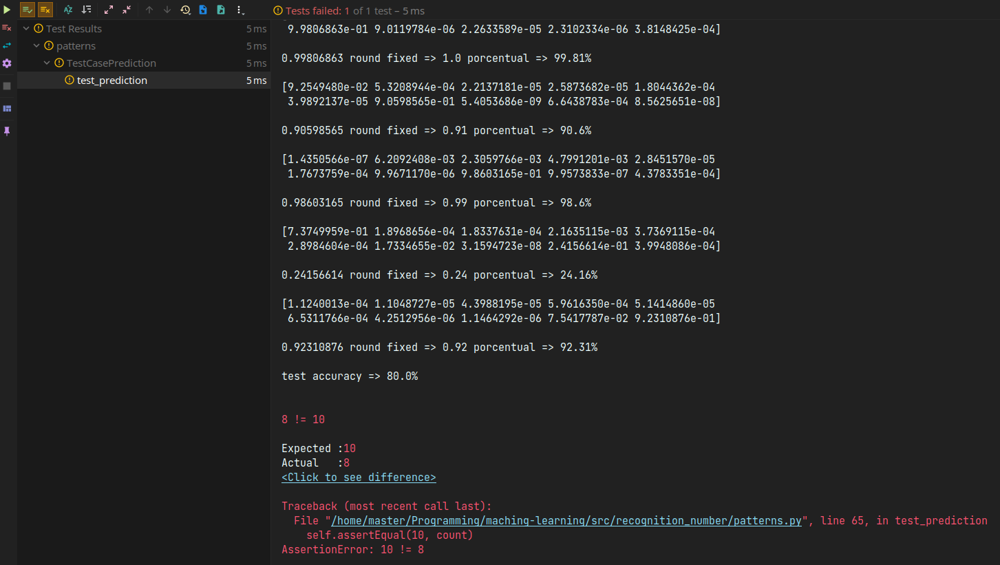 Tests failed: 1 of 1 test – 5 ms
Test Results 5 ms
patterns 5 ms
TestCasePrediction 5 ms
test_prediction 5 ms
9.9806863e-01 9.0119784e-06 2.2633589e-05 2.3102334e-06 3.8148425e-04]
0.99806863 round fixed => 1.0 porcentual => 99.81%
[9.2549480e-02 5.3208944e-04 2.2137181e-05 2.5873682e-05 1.8044362e-04
3.9892137e-05 9.0598565e-01 5.4053686e-09 6.6438783e-04 8.5625651e-08]
0.90598565 round fixed => 0.91 porcentual => 90.6%
[1.4350566e-07 6.2092408e-03 2.3059766e-03 4.7991201e-03 2.8451570e-05
1.7673759e-04 9.9671170e-06 9.8603165e-01 9.9573833e-07 4.3783351e-04]
0.98603165 round fixed => 0.99 porcentual => 98.6%
[7.3749959e-01 1.8968656e-04 1.8337631e-04 2.1635115e-03 3.7369115e-04
2.8984604e-04 1.7334655e-02 3.1594723e-08 2.4156614e-01 3.9948086e-04]
0.24156614 round fixed => 0.24 porcentual => 24.16%
[1.1240013e-04 1.1048727e-05 4.3988195e-05 5.9616350e-04 5.1414860e-05
6.5311766e-04 4.2512956e-06 1.1464292e-06 7.5417787e-02 9.2310876e-01]
0.92310876 round fixed => 0.92 porcentual => 92.31%
test accuracy => 80.0%
8 != 10
Expected :10
Actual :8
<Click to see difference>
Traceback (most recent call last):
File "/home/master/Programming/maching-learning/src/recognition_number/patterns.py", line 65, in test_prediction
self.assertEqual(10, count)
AssertionError: 10 != 8